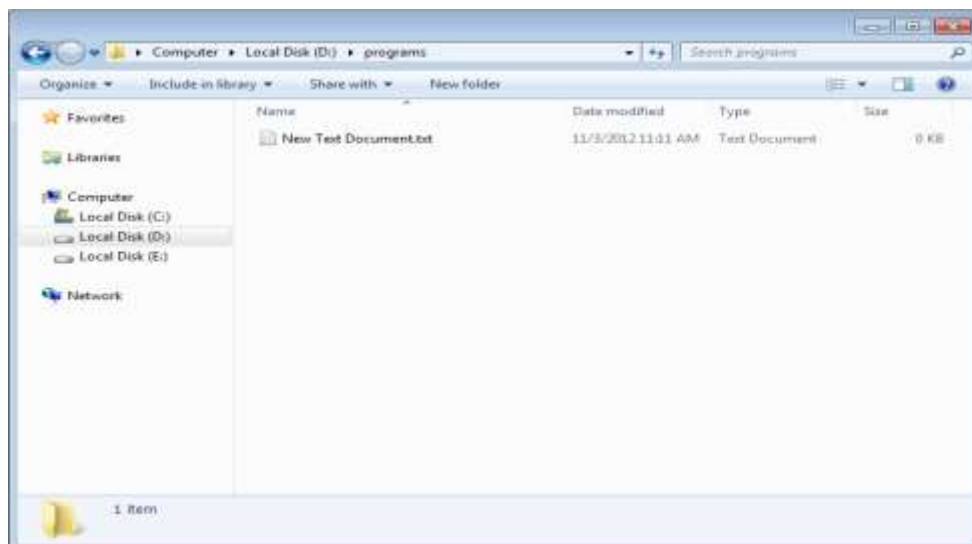 Computer Local Disk (D:) programs
Search programs
Organize Include in library Share with New folder
Name Date modified Type Size
New Text Document.txt 11/3/2012 11:11 AM Text Document 0 KB
Favorites
Libraries
Computer
Local Disk (C:)
Local Disk (D:)
Local Disk (E:)
Network
1 item